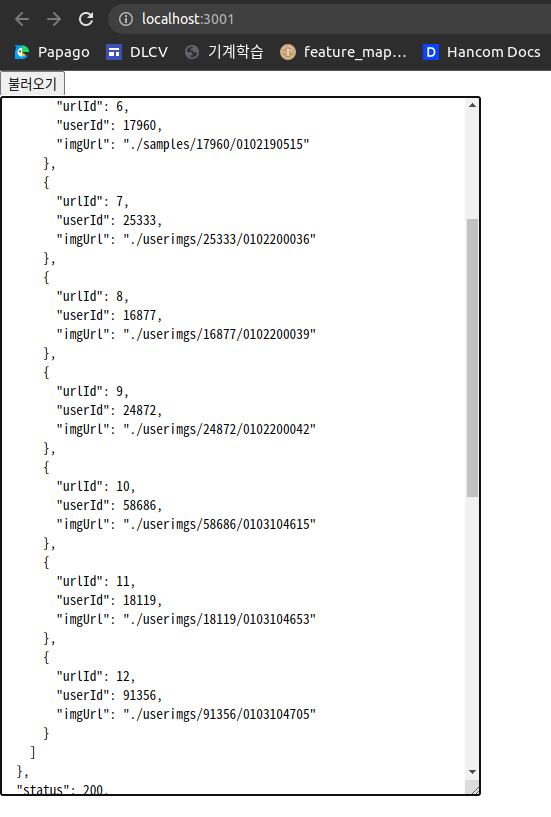 localhost:3001
Papago DLCV 기계학습 feature_map... Hancom Docs
불러오기
"urlId": 6,
"userId": 17960,
"imgUrl": "./samples/17960/0102190515"
},
{
"urlId": 7,
"userId": 25333,
"imgUrl": "./userimgs/25333/0102200036"
},
{
"urlId": 8,
"userId": 16877,
"imgUrl": "./userimgs/16877/0102200039"
},
{
"urlId": 9,
"userId": 24872,
"imgUrl": "./userimgs/24872/0102200042"
},
{
"urlId": 10,
"userId": 58686,
"imgUrl": "./userimgs/58686/0103104615"
},
{
"urlId": 11,
"userId": 18119,
"imgUrl": "./userimgs/18119/0103104653"
},
{
"urlId": 12,
"userId": 91356,
"imgUrl": "./userimgs/91356/0103104705"
}
]
},
"status": 200,